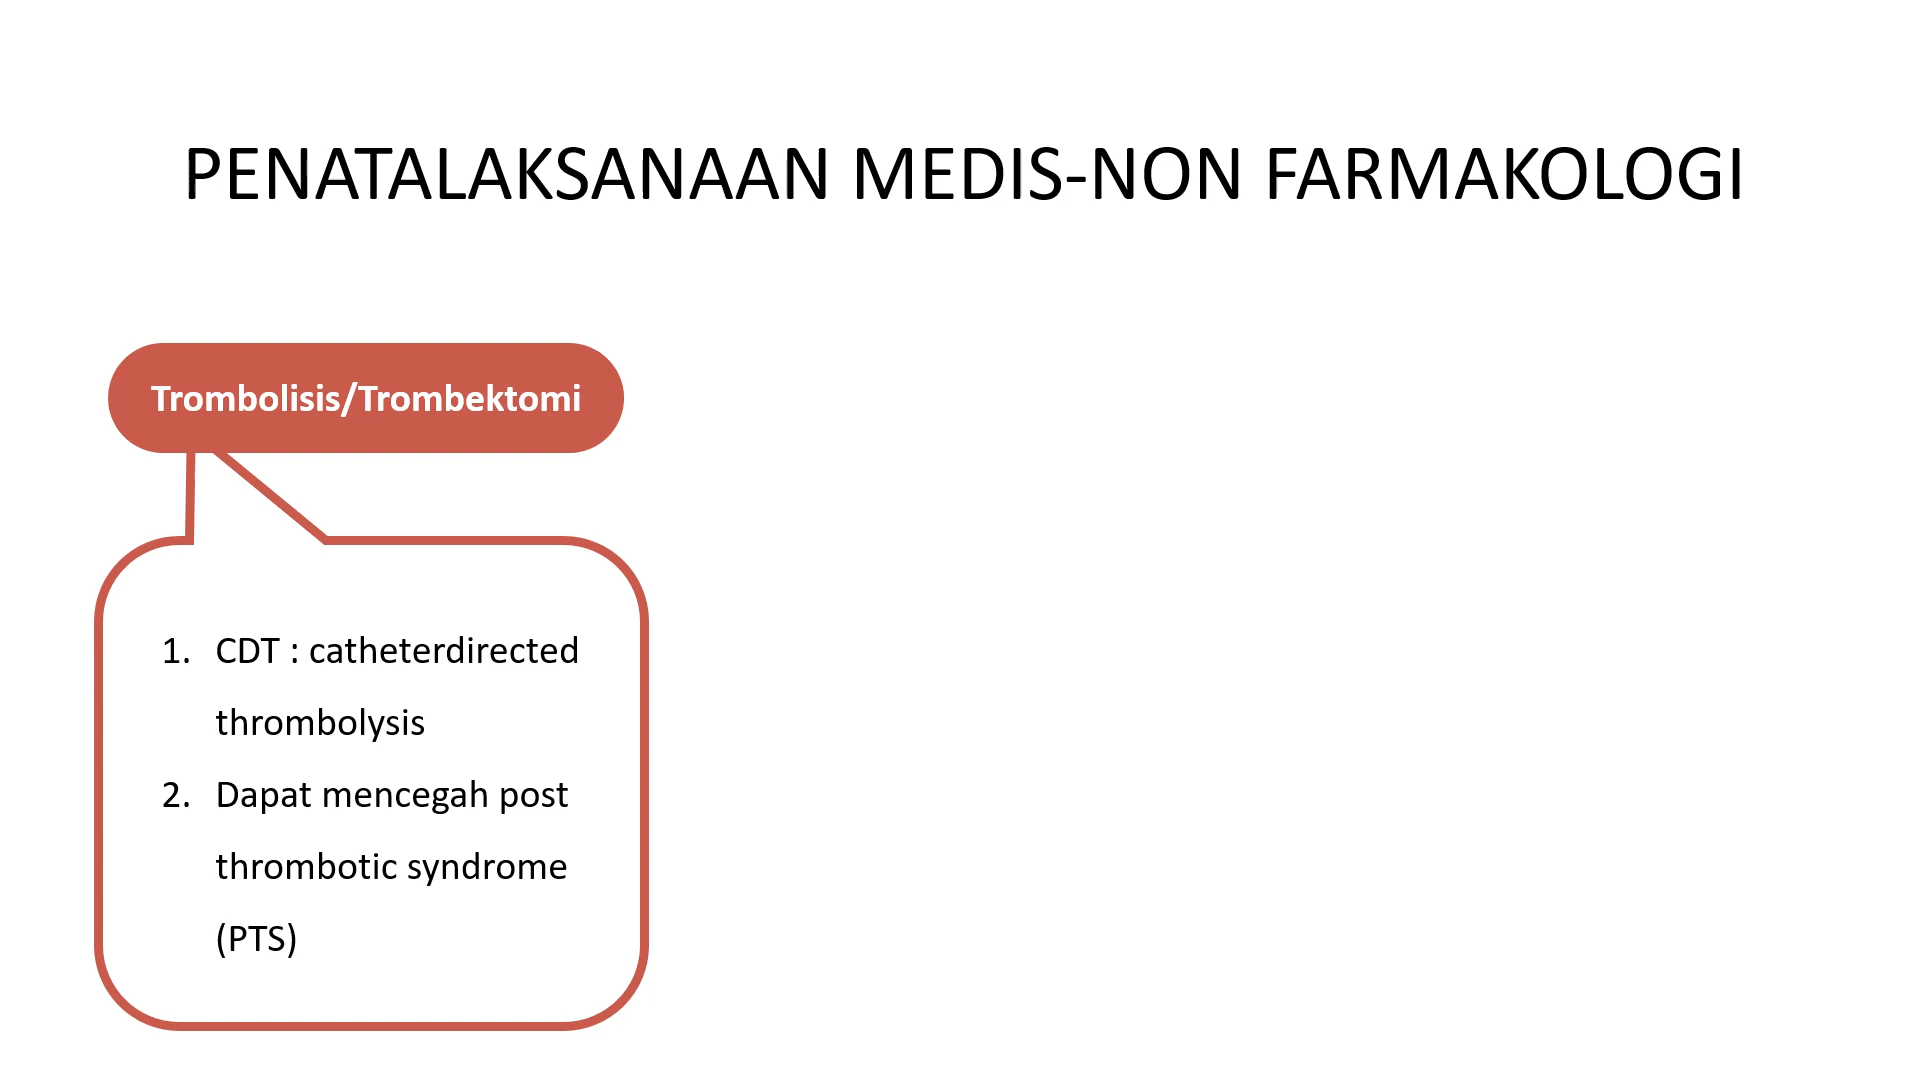 PENATALAKSANAAN MEDIS-NON FARMAKOLOGI
Trombolisis/Trombektomi
1. CDT : catheterdirected
thrombolysis
2. Dapat mencegah post
thrombotic syndrome
(PTS)